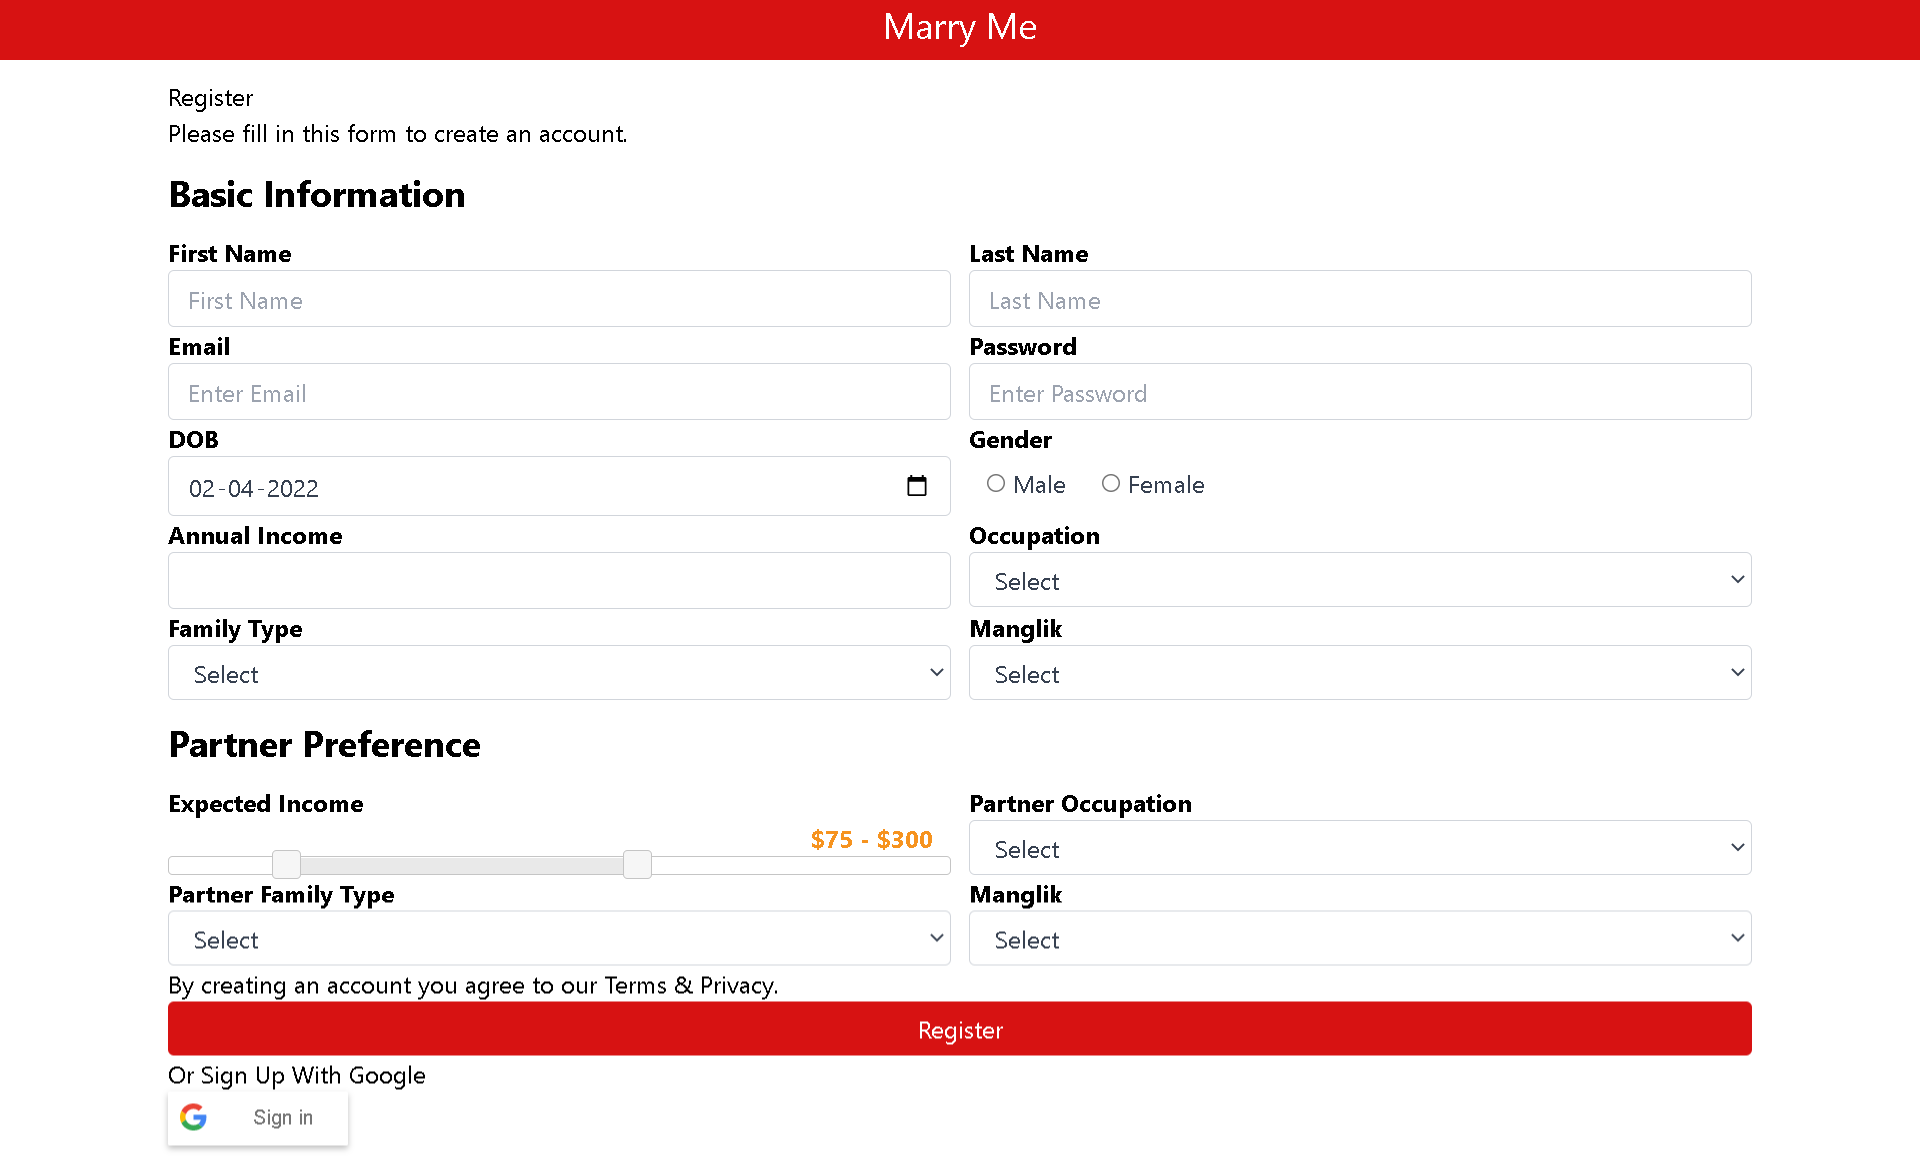 Marry Me
Register
Please fill in this form to create an account.
Basic Information
First Name Last Name
First Name Last Name
Email Password
Enter Email Enter Password
DOB Gender
02-04-2022 Male Female
Annual Income Occupation
Select
Family Type Manglik
Select Select
Partner Preference
Expected Income Partner Occupation
$75 - $300 Select
Partner Family Type Manglik
Select Select
By creating an account you agree to our Terms & Privacy.
Register
Or Sign Up With Google
Sign in